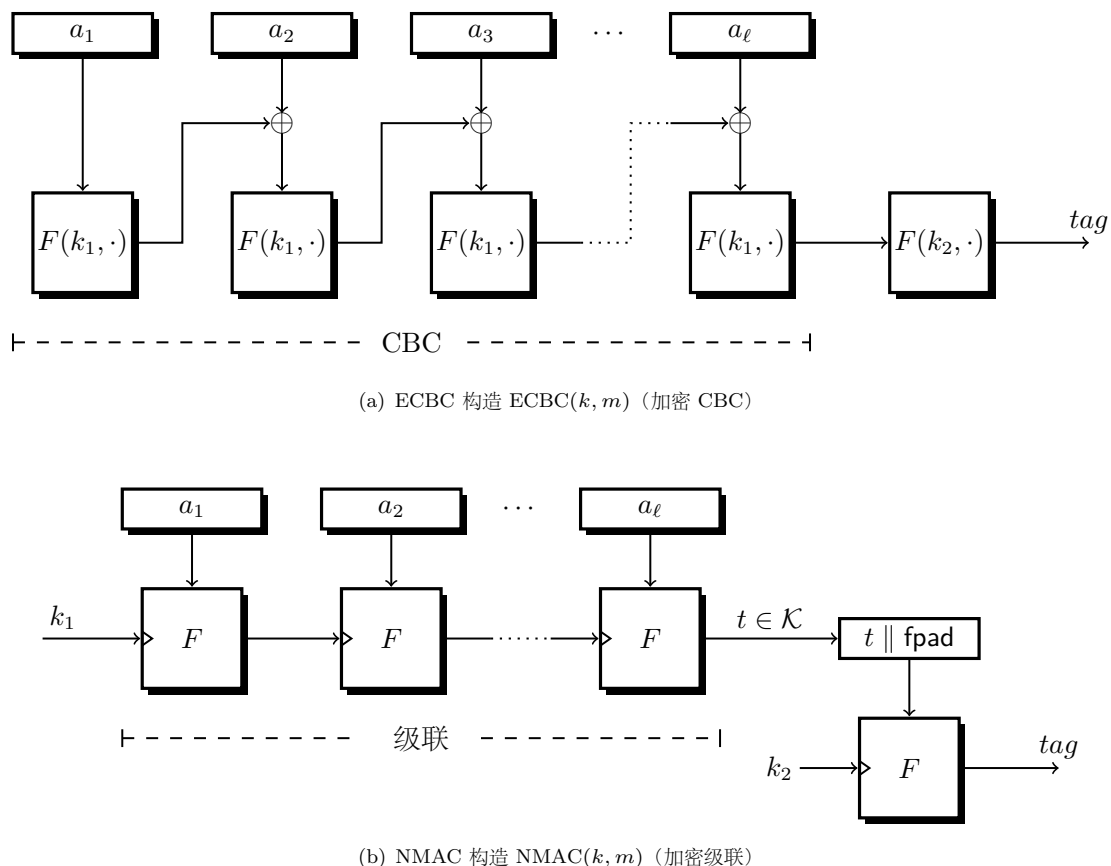 a₁ a₂ a₃ ⋯ a_ℓ
F(k₁, ·) F(k₁, ·) F(k₁, ·) F(k₁, ·) F(k₂, ·) tag
CBC
(a) ECBC 构造 ECBC(k, m)（加密 CBC）
a₁ a₂ ⋯ a_ℓ
k₁ F F F t ∈ 𝒦 t ∥ fpad
级联
k₂ F tag
(b) NMAC 构造 NMAC(k, m)（加密级联）